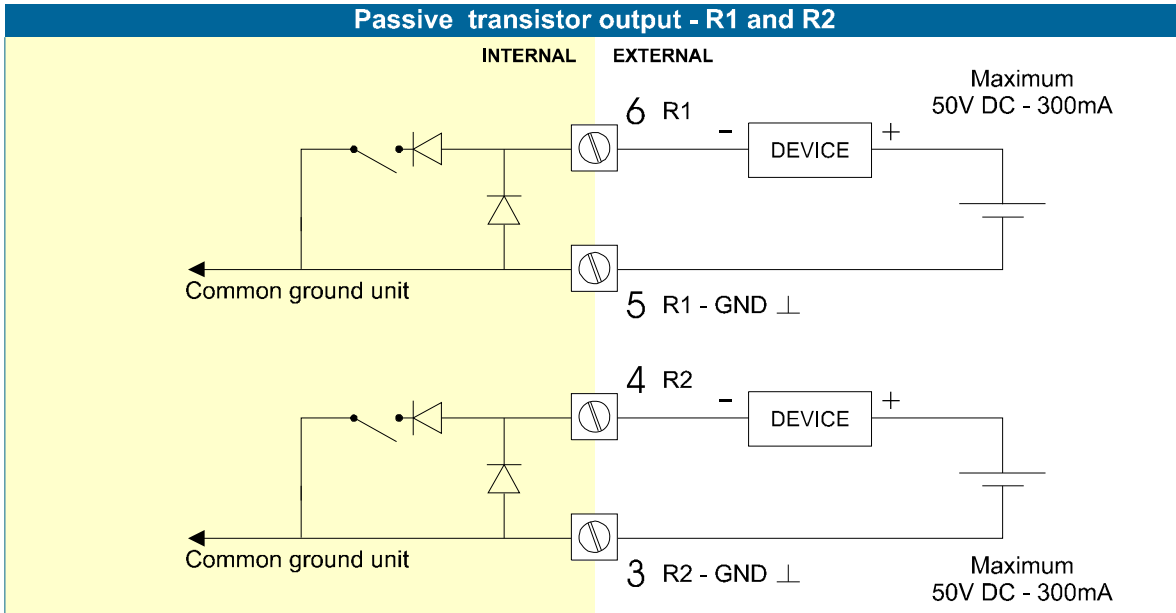 Passive transistor output - R1 and R2
INTERNAL EXTERNAL
Maximum
50V DC - 300mA
6 R1
- DEVICE +
Common ground unit
5 R1 - GND ⊥
4 R2
- DEVICE +
Common ground unit
3 R2 - GND ⊥
Maximum
50V DC - 300mA